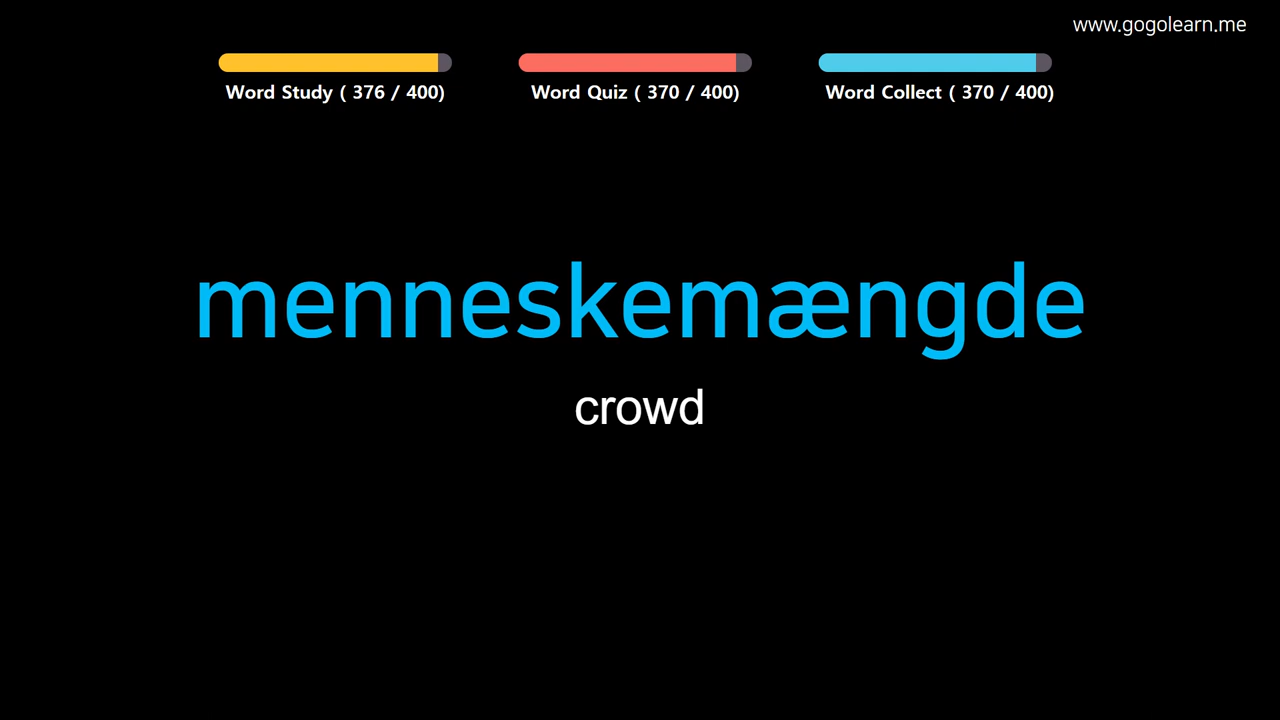 www.gogolearn.me
Word Study ( 376 / 400)
Word Quiz ( 370 / 400)
Word Collect ( 370 / 400)
menneskemængde
crowd